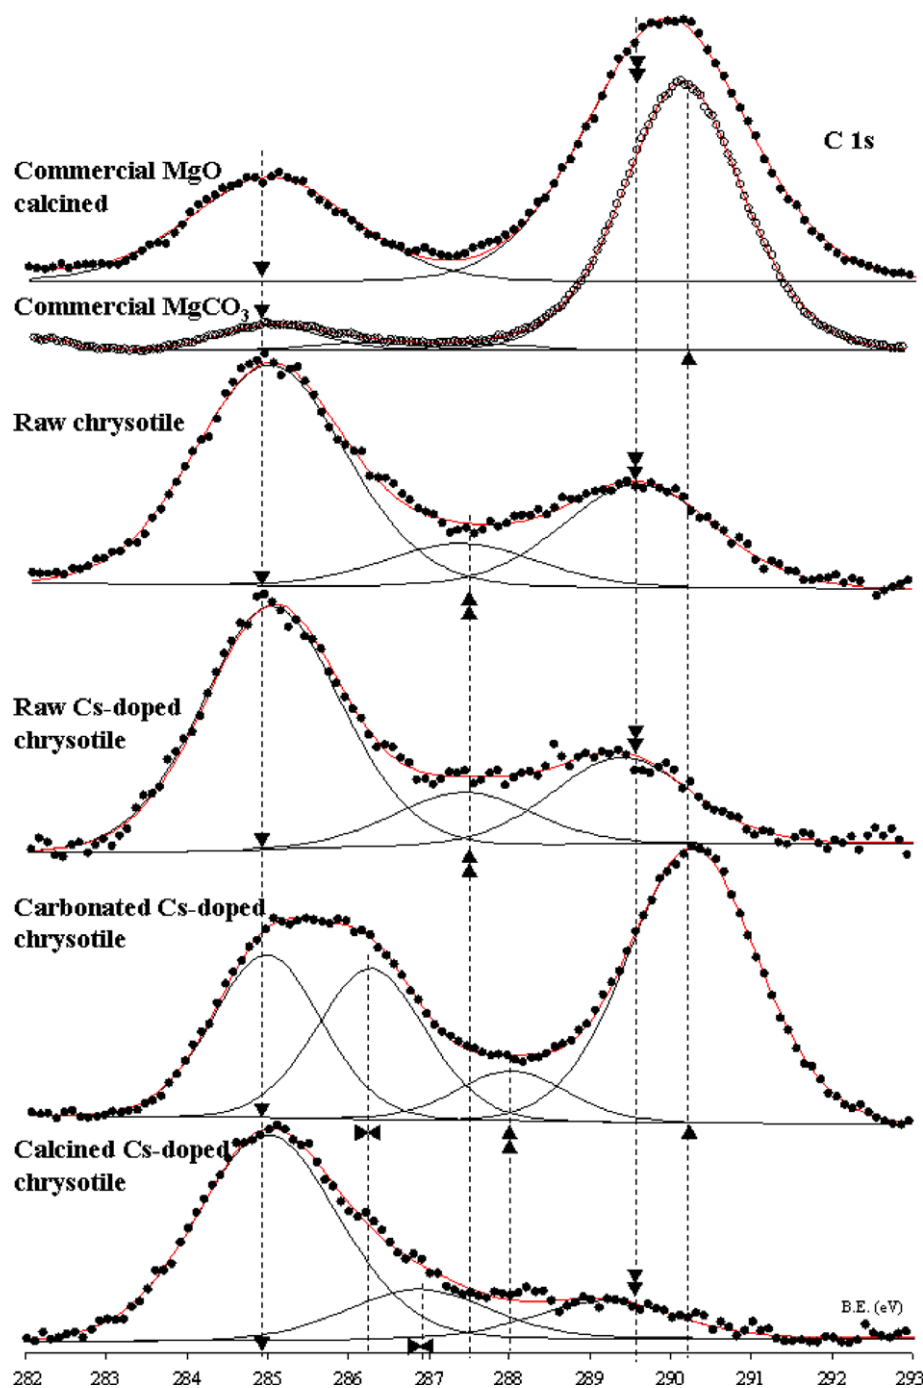 C 1s
Commercial MgO
calcined
Commercial MgCO₃
Raw chrysotile
Raw Cs-doped
chrysotile
Carbonated Cs-doped
chrysotile
Calcined Cs-doped
chrysotile
B.E. (eV)
282 283 284 285 286 287 288 289 290 291 292 293